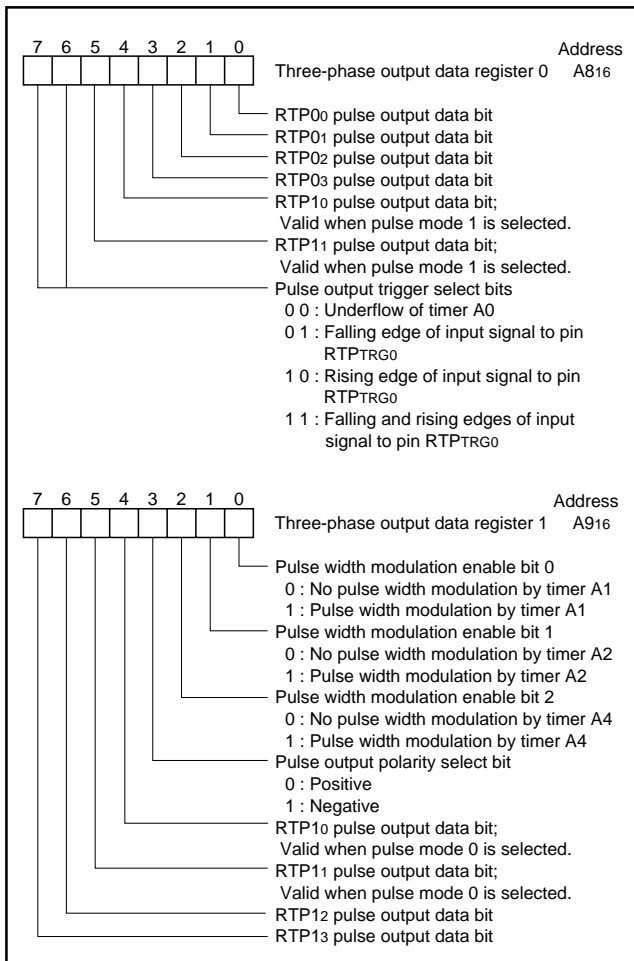 7 6 5 4 3 2 1 0
Address
Three-phase output data register 0 A816
RTP00 pulse output data bit
RTP01 pulse output data bit
RTP02 pulse output data bit
RTP03 pulse output data bit
RTP10 pulse output data bit;
Valid when pulse mode 1 is selected.
RTP11 pulse output data bit;
Valid when pulse mode 1 is selected.
Pulse output trigger select bits
0 0 : Underflow of timer A0
0 1 : Falling edge of input signal to pin
RTPTRG0
1 0 : Rising edge of input signal to pin
RTPTRG0
1 1 : Falling and rising edges of input
signal to pin RTPTRG0
7 6 5 4 3 2 1 0
Address
Three-phase output data register 1 A916
Pulse width modulation enable bit 0
0 : No pulse width modulation by timer A1
1 : Pulse width modulation by timer A1
Pulse width modulation enable bit 1
0 : No pulse width modulation by timer A2
1 : Pulse width modulation by timer A2
Pulse width modulation enable bit 2
0 : No pulse width modulation by timer A4
1 : Pulse width modulation by timer A4
Pulse output polarity select bit
0 : Positive
1 : Negative
RTP10 pulse output data bit;
Valid when pulse mode 0 is selected.
RTP11 pulse output data bit;
Valid when pulse mode 0 is selected.
RTP12 pulse output data bit
RTP13 pulse output data bit